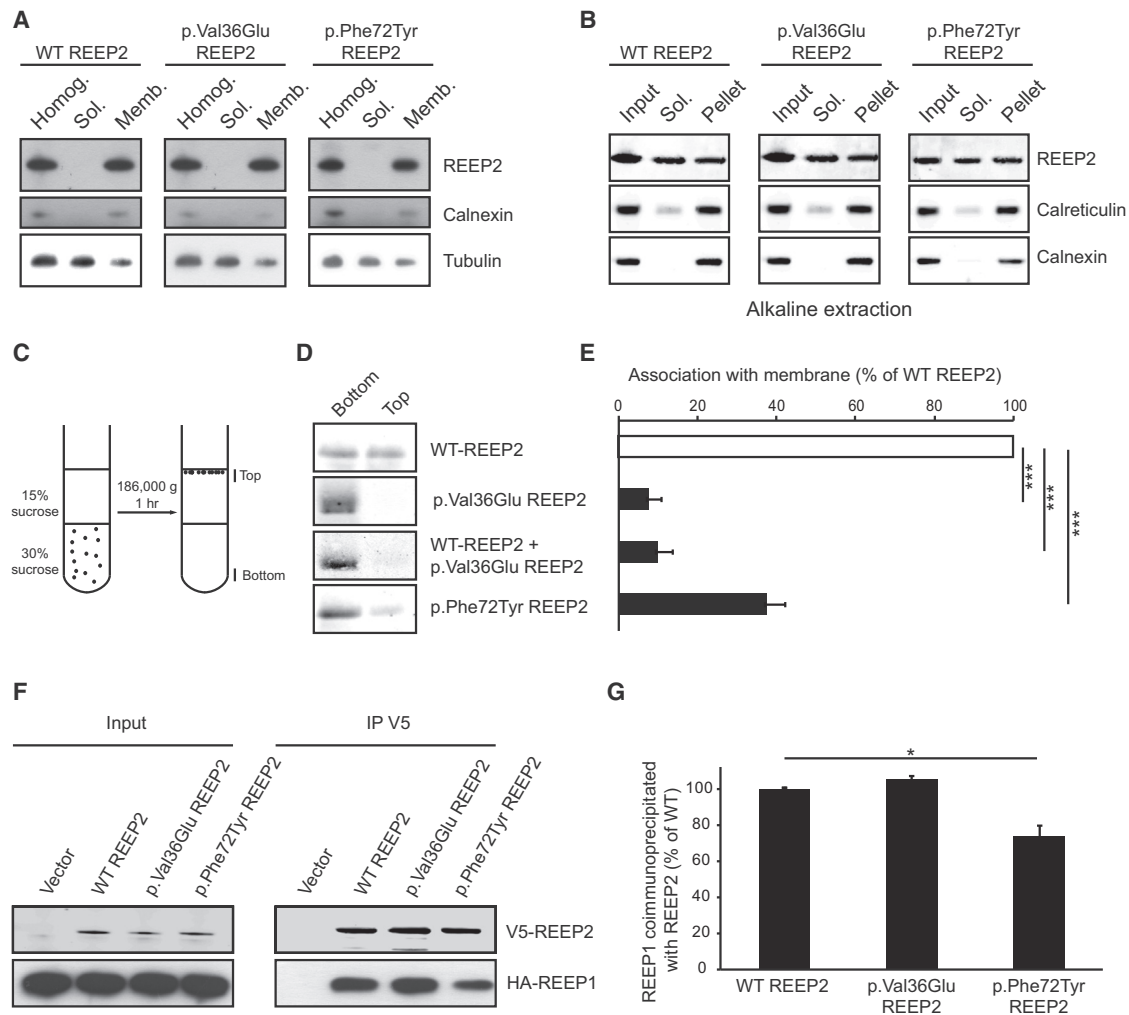 A
WT REEP2
p.Val36Glu
REEP2
p.Phe72Tyr
REEP2
Homog.
Sol.
Memb.
Homog.
Sol.
Memb.
Homog.
Sol.
Memb.
REEP2
Calnexin
Tubulin
B
WT REEP2
p.Val36Glu
REEP2
p.Phe72Tyr
REEP2
Input
Sol.
Pellet
Input
Sol.
Pellet
Input
Sol.
Pellet
REEP2
Calreticulin
Calnexin
Alkaline extraction
C
15%
sucrose
30%
sucrose
186,000 g
1 hr
Top
Bottom
D
Bottom
Top
WT-REEP2
p.Val36Glu REEP2
WT-REEP2 +
p.Val36Glu REEP2
p.Phe72Tyr REEP2
E
Association with membrane (% of WT REEP2)
0 20 40 60 80 100
***
***
***
F
Input
IP V5
Vector
WT REEP2
p.Val36Glu REEP2
p.Phe72Tyr REEP2
Vector
WT REEP2
p.Val36Glu REEP2
p.Phe72Tyr REEP2
V5-REEP2
HA-REEP1
G
REEP1 coimmunoprecipitated
with REEP2 (% of WT)
100
80
60
40
20
0
*
WT REEP2
p.Val36Glu
REEP2
p.Phe72Tyr
REEP2